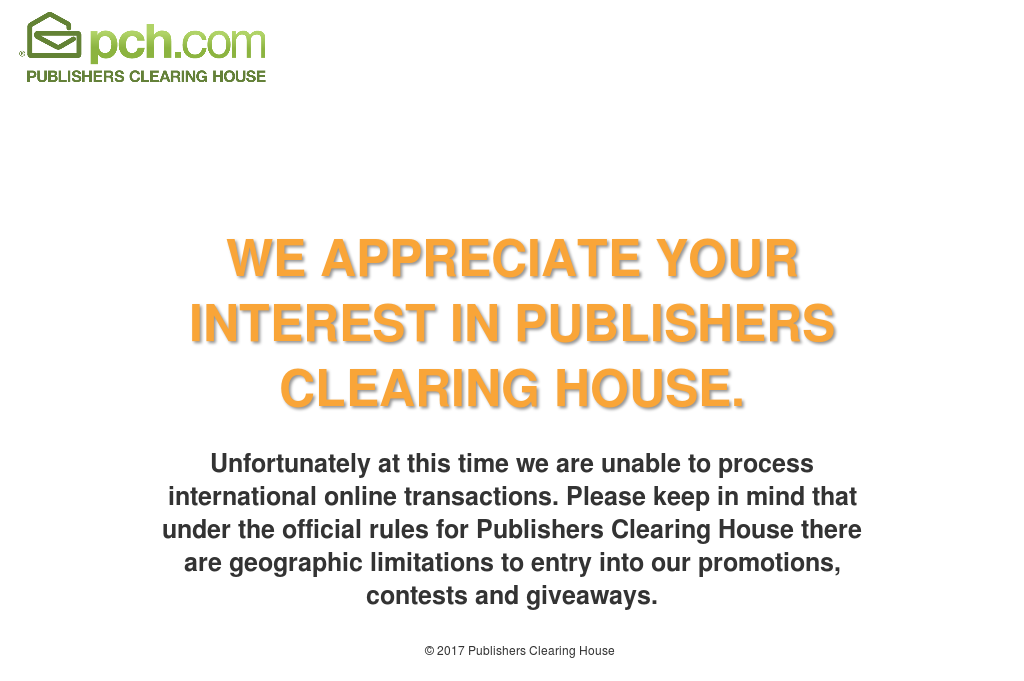 pch.com
® PUBLISHERS CLEARING HOUSE
WE APPRECIATE YOUR
INTEREST IN PUBLISHERS
CLEARING HOUSE.
Unfortunately at this time we are unable to process
international online transactions. Please keep in mind that
under the official rules for Publishers Clearing House there
are geographic limitations to entry into our promotions,
contests and giveaways.
© 2017 Publishers Clearing House